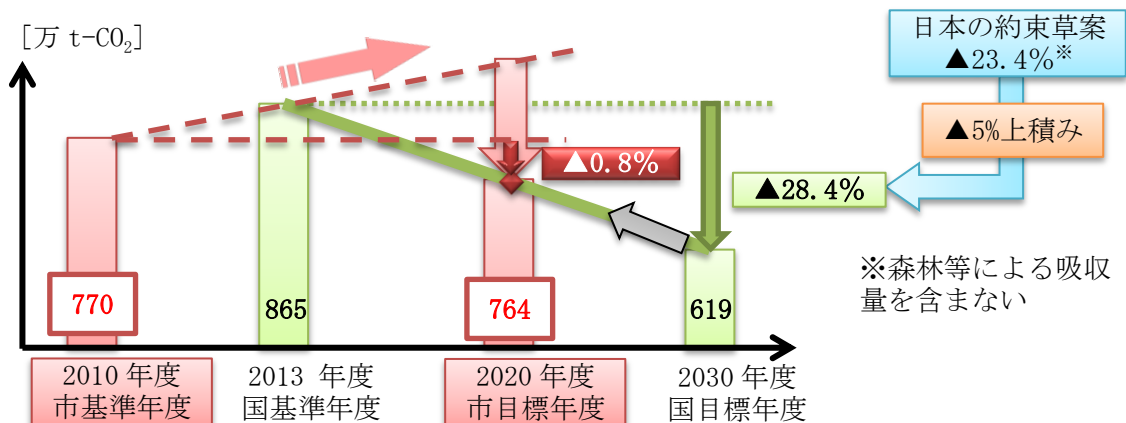 [万 t-CO₂]
日本の約束草案
▲23.4%※
▲5%上積み
▲0.8%
▲28.4%
※森林等による吸収
量を含まない
770
865
764
619
2010 年度
市基準年度
2013 年度
国基準年度
2020 年度
市目標年度
2030 年度
国目標年度